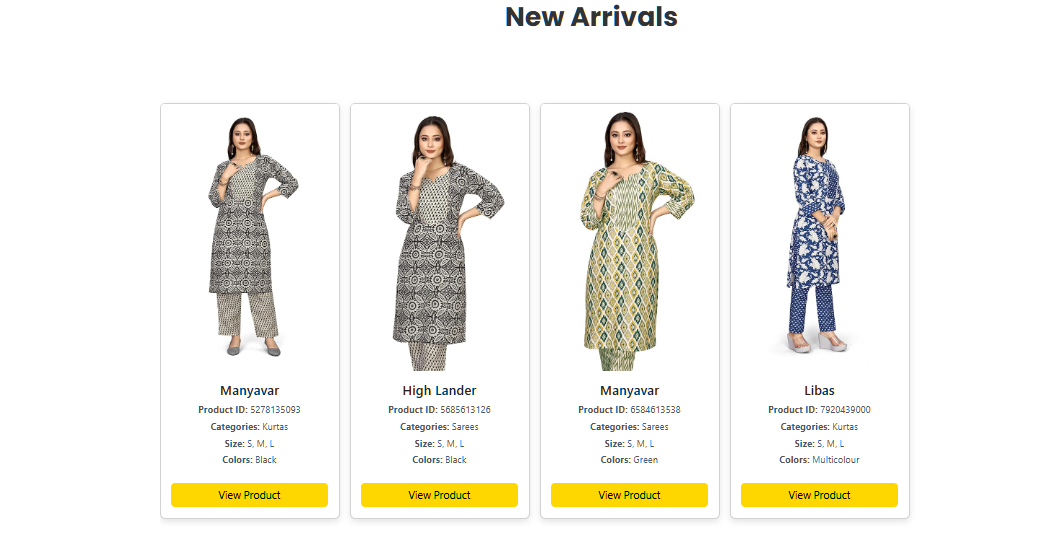 New Arrivals
Manyavar
Product ID: 5278135093
Categories: Kurtas
Size: S, M, L
Colors: Black
View Product
High Lander
Product ID: 5685613126
Categories: Sarees
Size: S, M, L
Colors: Black
View Product
Manyavar
Product ID: 6584613538
Categories: Sarees
Size: S, M, L
Colors: Green
View Product
Libas
Product ID: 7920439000
Categories: Kurtas
Size: S, M, L
Colors: Multicolour
View Product